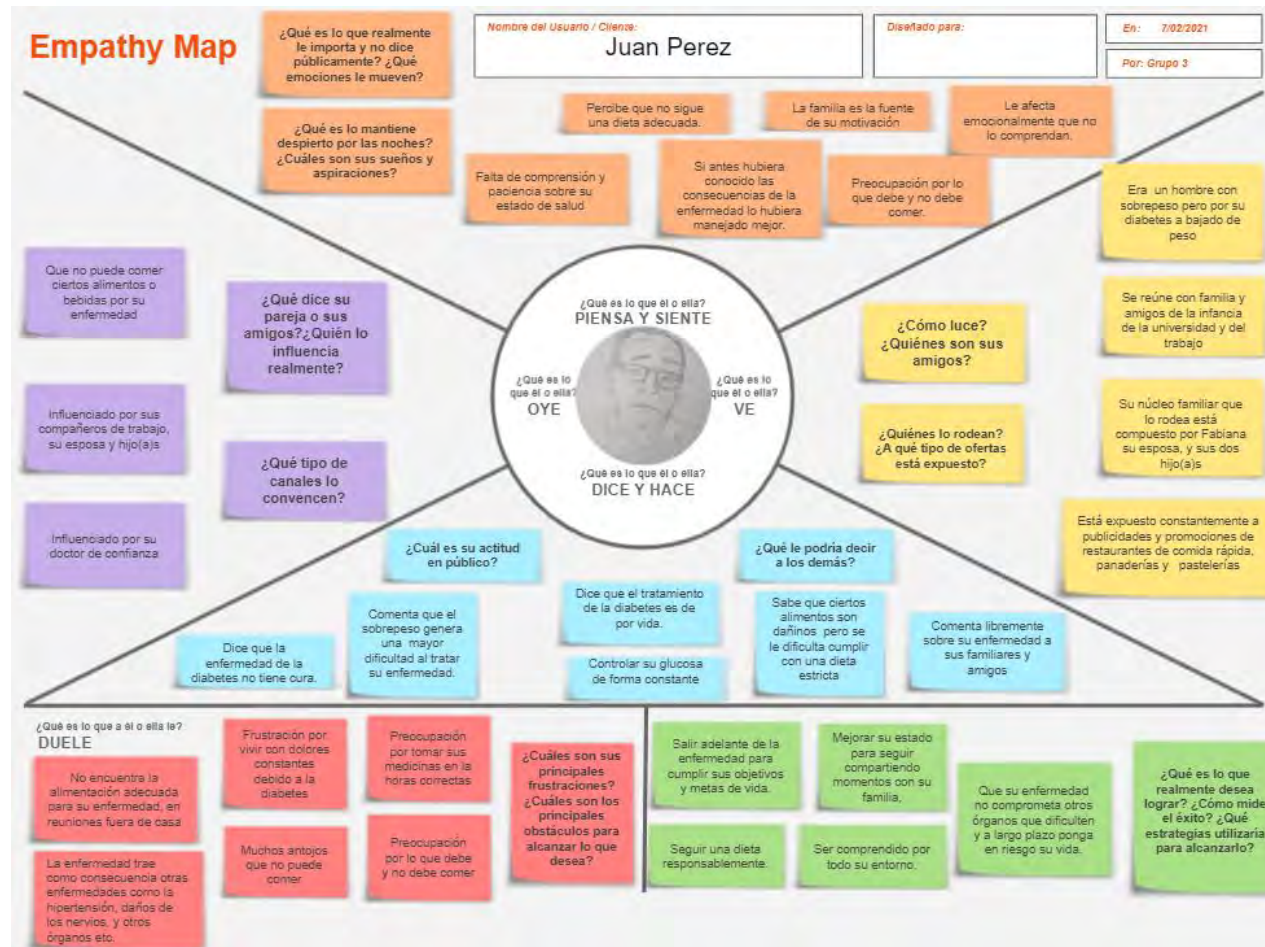 Empathy Map
¿Qué es lo que realmente
le importa y no dice
públicamente? ¿Qué
emociones le mueven?
Nombre del Usuario / Cliente:
Juan Perez
Diseñado para:
En: 7/02/2021
Por: Grupo 3
¿Qué es lo mantiene
despierto por las noches?
¿Cuáles son sus sueños y
aspiraciones?
Percibe que no sigue
una dieta adecuada.
La familia es la fuente
de su motivación
Le afecta
emocionalmente que no
lo comprendan.
Falta de comprensión y
paciencia sobre su
estado de salud
Si antes hubiera
conocido las
consecuencias de la
enfermedad lo hubiera
manejado mejor.
Preocupación por lo
que debe y no debe
comer.
Que no puede comer
ciertos alimentos o
bebidas por su
enfermedad
¿Qué dice su
pareja o sus
amigos?¿Quién lo
influencia
realmente?
Influenciado por sus
compañeros de trabajo,
su esposa y hijo(a)s
¿Qué tipo de
canales lo
convencen?
Influenciado por su
doctor de confianza
¿Qué es lo que él o ella?
PIENSA Y SIENTE
¿Qué es lo
que él o ella?
OYE
¿Qué es lo
que él o ella?
VE
¿Qué es lo que él o ella?
DICE Y HACE
¿Cómo luce?
¿Quiénes son sus
amigos?
¿Quiénes lo rodean?
¿A qué tipo de ofertas
está expuesto?
Era un hombre con
sobrepeso pero por su
diabetes a bajado de
peso
Se reúne con familia y
amigos de la infancia
de la universidad y del
trabajo
Su núcleo familiar que
lo rodea está
compuesto por Fabiana
su esposa, y sus dos
hijo(a)s
Está expuesto constantemente a
publicidades y promociones de
restaurantes de comida rápida,
panaderías y pastelerías
¿Cuál es su actitud
en público?
¿Qué le podría decir
a los demás?
Dice que la
enfermedad de la
diabetes no tiene cura.
Comenta que el
sobrepeso genera
una mayor
dificultad al tratar
su enfermedad.
Dice que el tratamiento
de la diabetes es de
por vida.
Controlar su glucosa
de forma constante
Sabe que ciertos
alimentos son
dañinos pero se
le dificulta cumplir
con una dieta
estricta
Comenta libremente
sobre su enfermedad a
sus familiares y
amigos
¿Qué es lo que a él o ella le?
DUELE
No encuentra la
alimentación adecuada
para su enfermedad, en
reuniones fuera de casa
La enfermedad trae
como consecuencia otras
enfermedades como la
hipertensión, daños de
los nervios, y otros
órganos etc.
Frustración por
vivir con dolores
constantes
debido a la
diabetes
Muchos antojos
que no puede
comer
Preocupación
por tomar sus
medicinas en la
horas correctas
Preocupación
por lo que debe
y no debe comer
¿Cuáles son sus
principales
frustraciones?
¿Cuáles son los
principales
obstáculos para
alcanzar lo que
desea?
Salir adelante de la
enfermedad para
cumplir sus objetivos
y metas de vida.
Seguir una dieta
responsablemente.
Mejorar su estado
para seguir
compartiendo
momentos con su
familia,
Ser comprendido por
todo su entorno.
Que su enfermedad
no comprometa otros
órganos que dificulten
y a largo plazo ponga
en riesgo su vida.
¿Qué es lo que
realmente desea
lograr? ¿Cómo mide
el éxito? ¿Qué
estrategias utilizaría
para alcanzarlo?